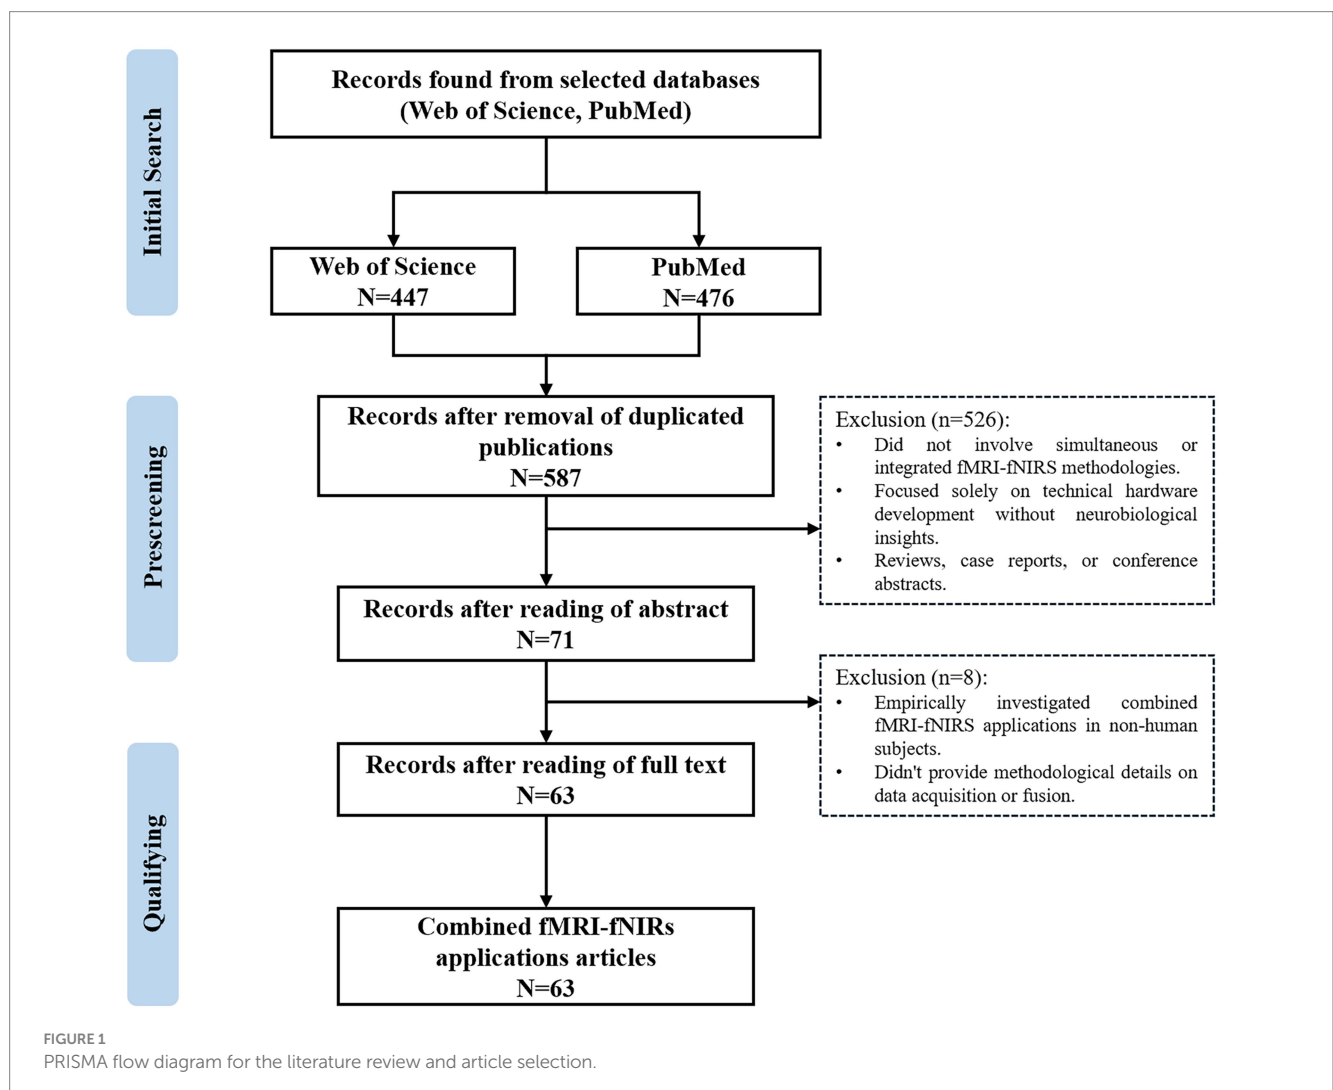 Initial Search
Records found from selected databases
(Web of Science, PubMed)
Web of Science
N=447
PubMed
N=476
Prescreening
Records after removal of duplicated
publications
N=587
Exclusion (n=526):
• Did not involve simultaneous or
integrated fMRI-fNIRS methodologies.
• Focused solely on technical hardware
development without neurobiological
insights.
• Reviews, case reports, or conference
abstracts.
Records after reading of abstract
N=71
Exclusion (n=8):
• Empirically investigated combined
fMRI-fNIRS applications in non-human
subjects.
• Didn't provide methodological details on
data acquisition or fusion.
Qualifying
Records after reading of full text
N=63
Combined fMRI-fNIRs
applications articles
N=63
FIGURE 1
PRISMA flow diagram for the literature review and article selection.